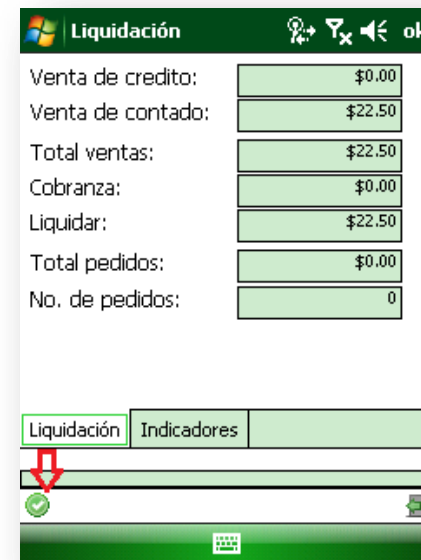 Liquidación ok
Venta de credito: $0.00
Venta de contado: $22.50
Total ventas: $22.50
Cobranza: $0.00
Liquidar: $22.50
Total pedidos: $0.00
No. de pedidos: 0
Liquidación Indicadores